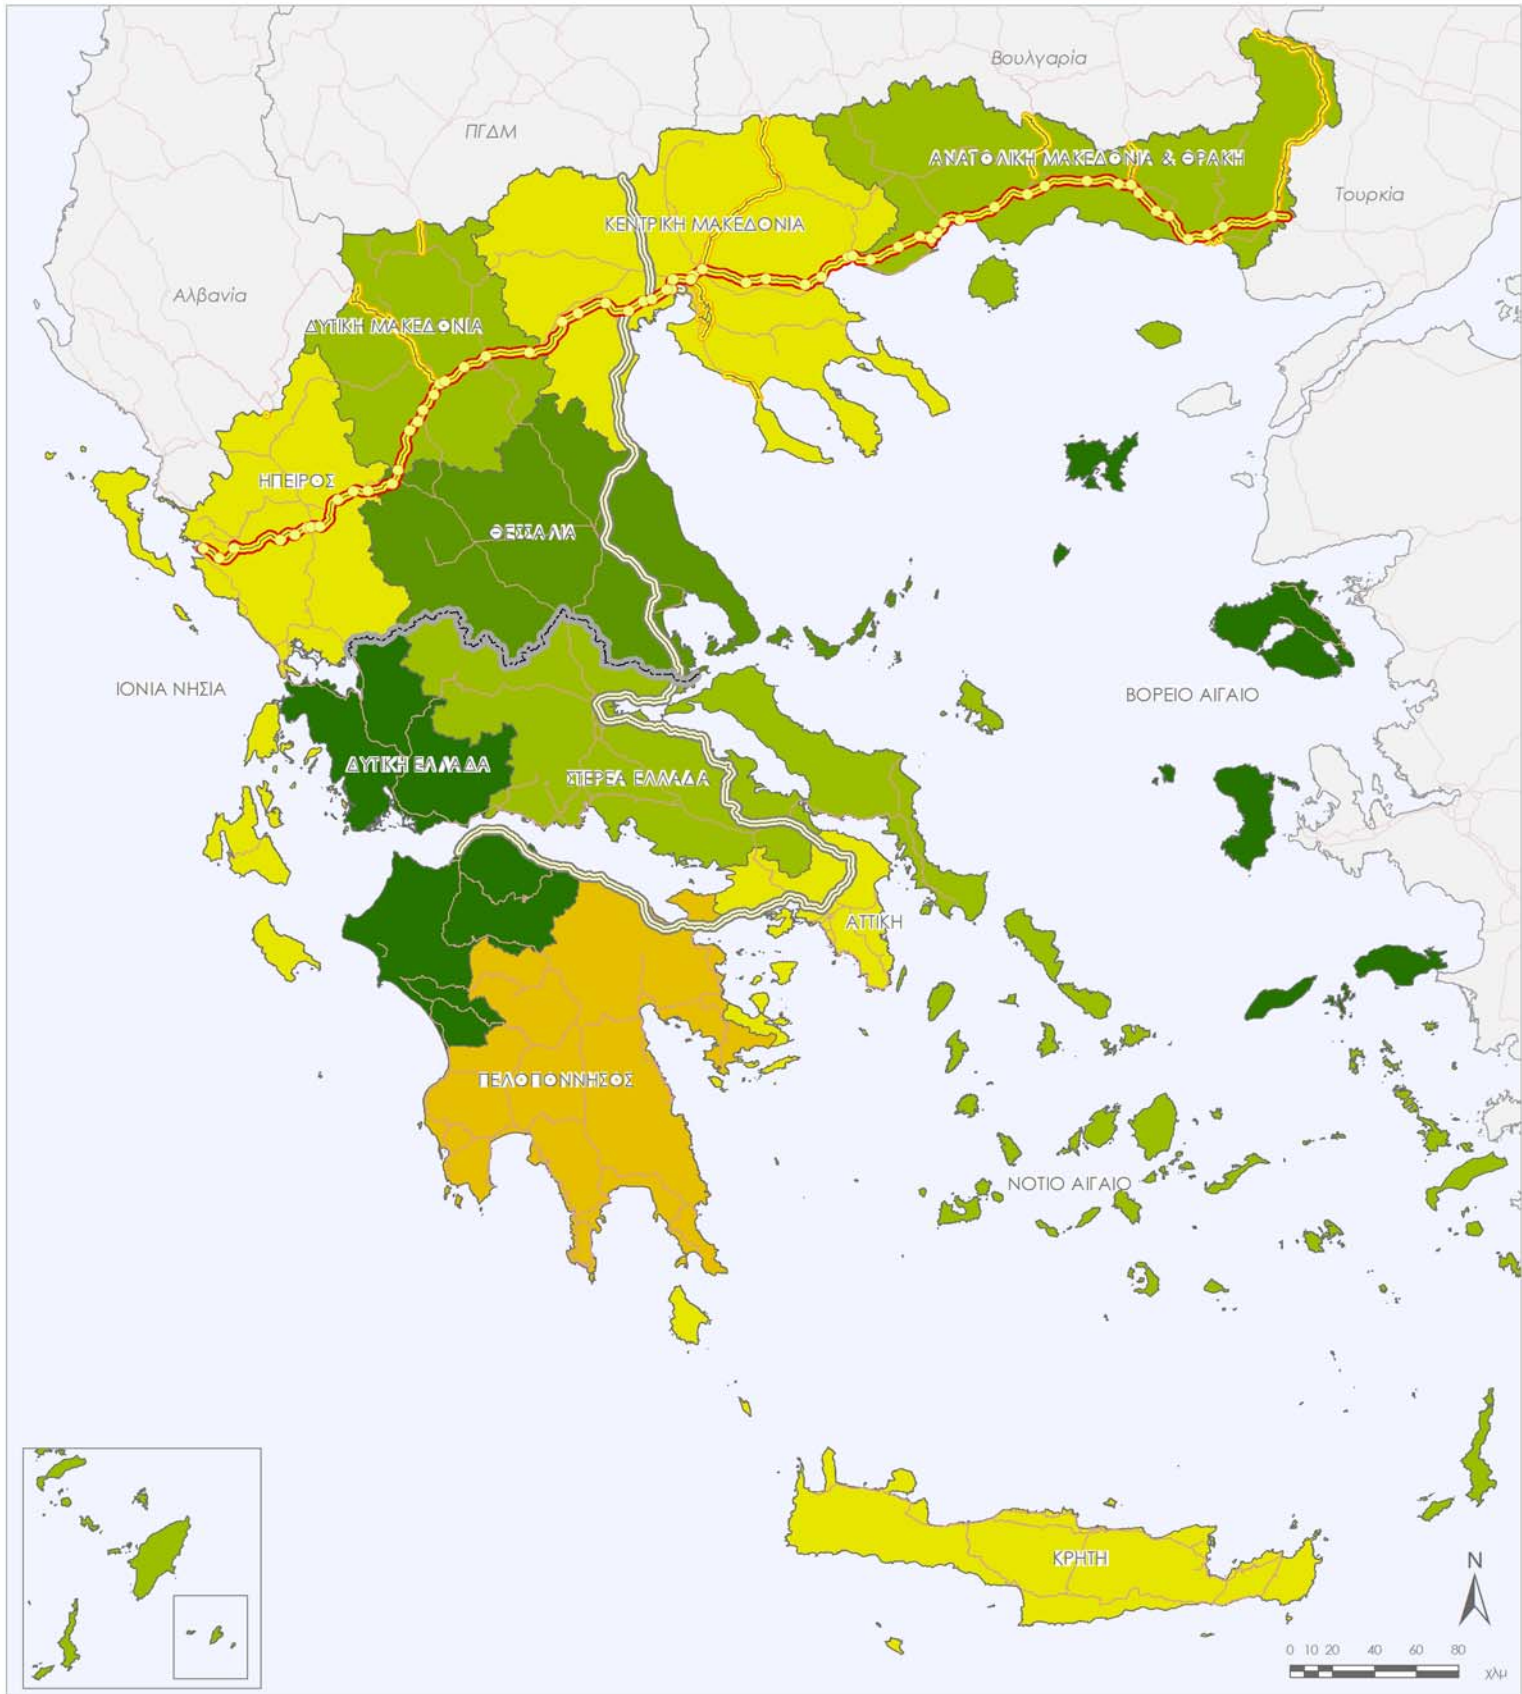 Βουλγαρία
ΠΓΔΜ
ΑΝΑΤΟΛΙΚΗ ΜΑΚΕΔΟΝΙΑ & ΘΡΑΚΗ
Τουρκία
ΚΕΝΤΡΙΚΗ ΜΑΚΕΔΟΝΙΑ
Αλβανία
ΔΥΤΙΚΗ ΜΑΚΕΔΟΝΙΑ
ΗΠΕΙΡΟΣ
ΘΕΣΣΑΛΙΑ
ΙΟΝΙΑ ΝΗΣΙΑ
ΒΟΡΕΙΟ ΑΙΓΑΙΟ
ΔΥΤΙΚΗ ΕΛΛΑΔΑ
ΣΤΕΡΕΑ ΕΛΛΑΔΑ
ΑΤΤΙΚΗ
ΠΕΛΟΠΟΝΝΗΣΟΣ
ΝΟΤΙΟ ΑΙΓΑΙΟ
ΚΡΗΤΗ
N
0 10 20 40 60 80
χλμ